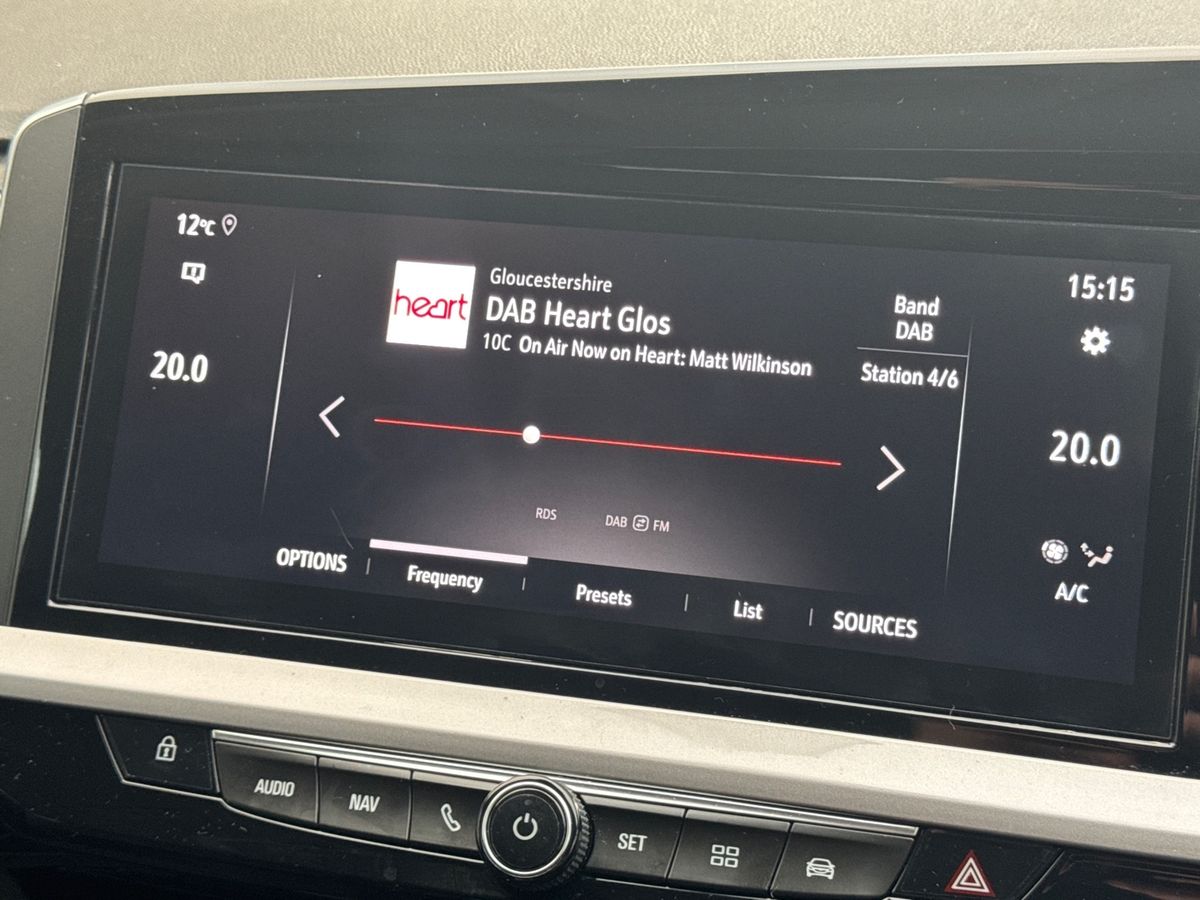 12°C
15:15
heart
Gloucestershire
DAB Heart Glos
10C On Air Now on Heart: Matt Wilkinson
Band
DAB
Station 4/6
20.0
20.0
RDS
DAB FM
A/C
OPTIONS
Frequency
Presets
List
SOURCES
AUDIO
NAV
SET